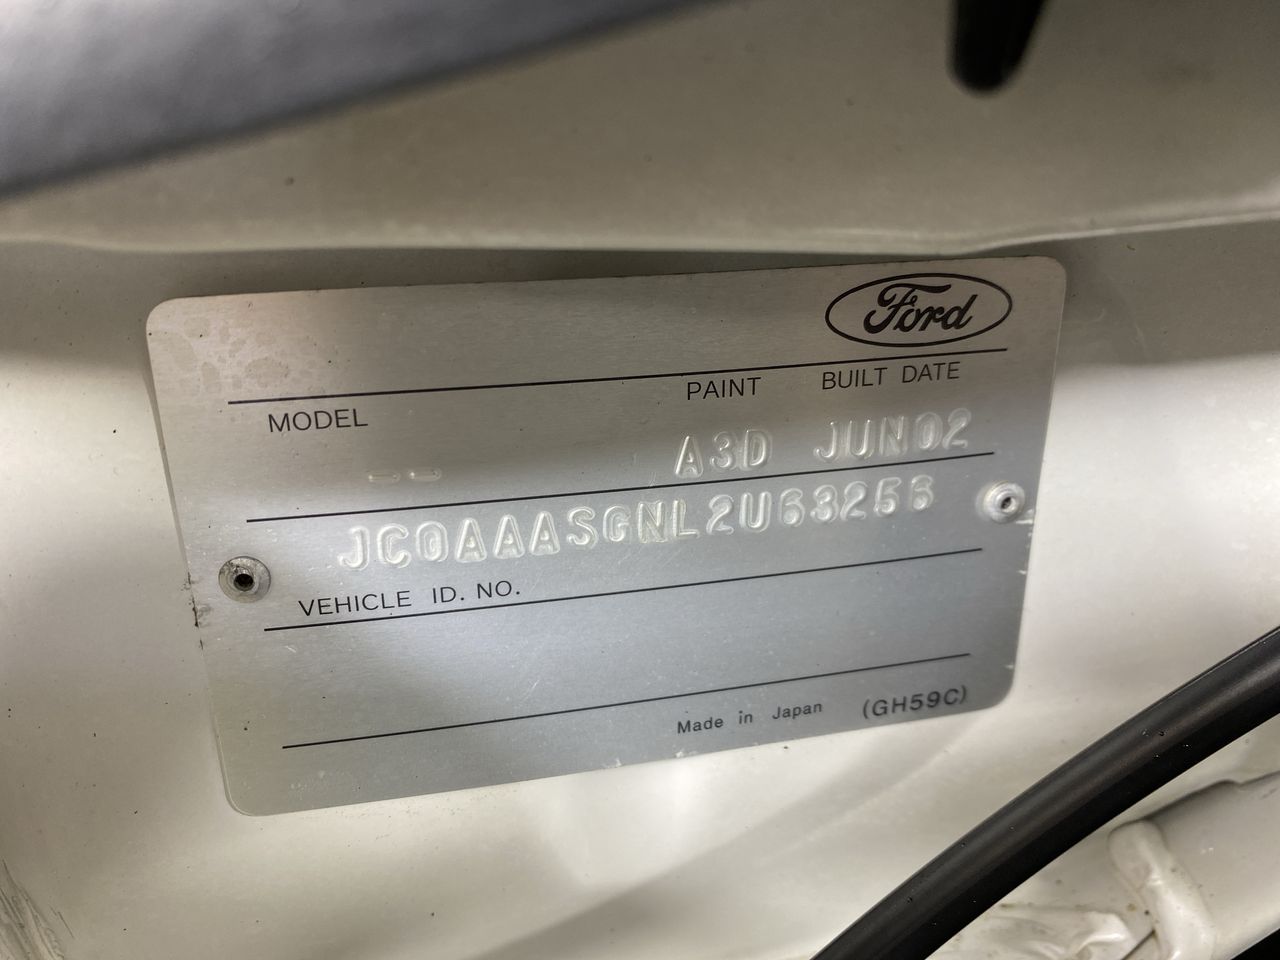 Ford
MODEL PAINT BUILT DATE
-- A3D JUN02
JC0AAASGNL2U63256
VEHICLE ID. NO.
Made in Japan (GH59C)